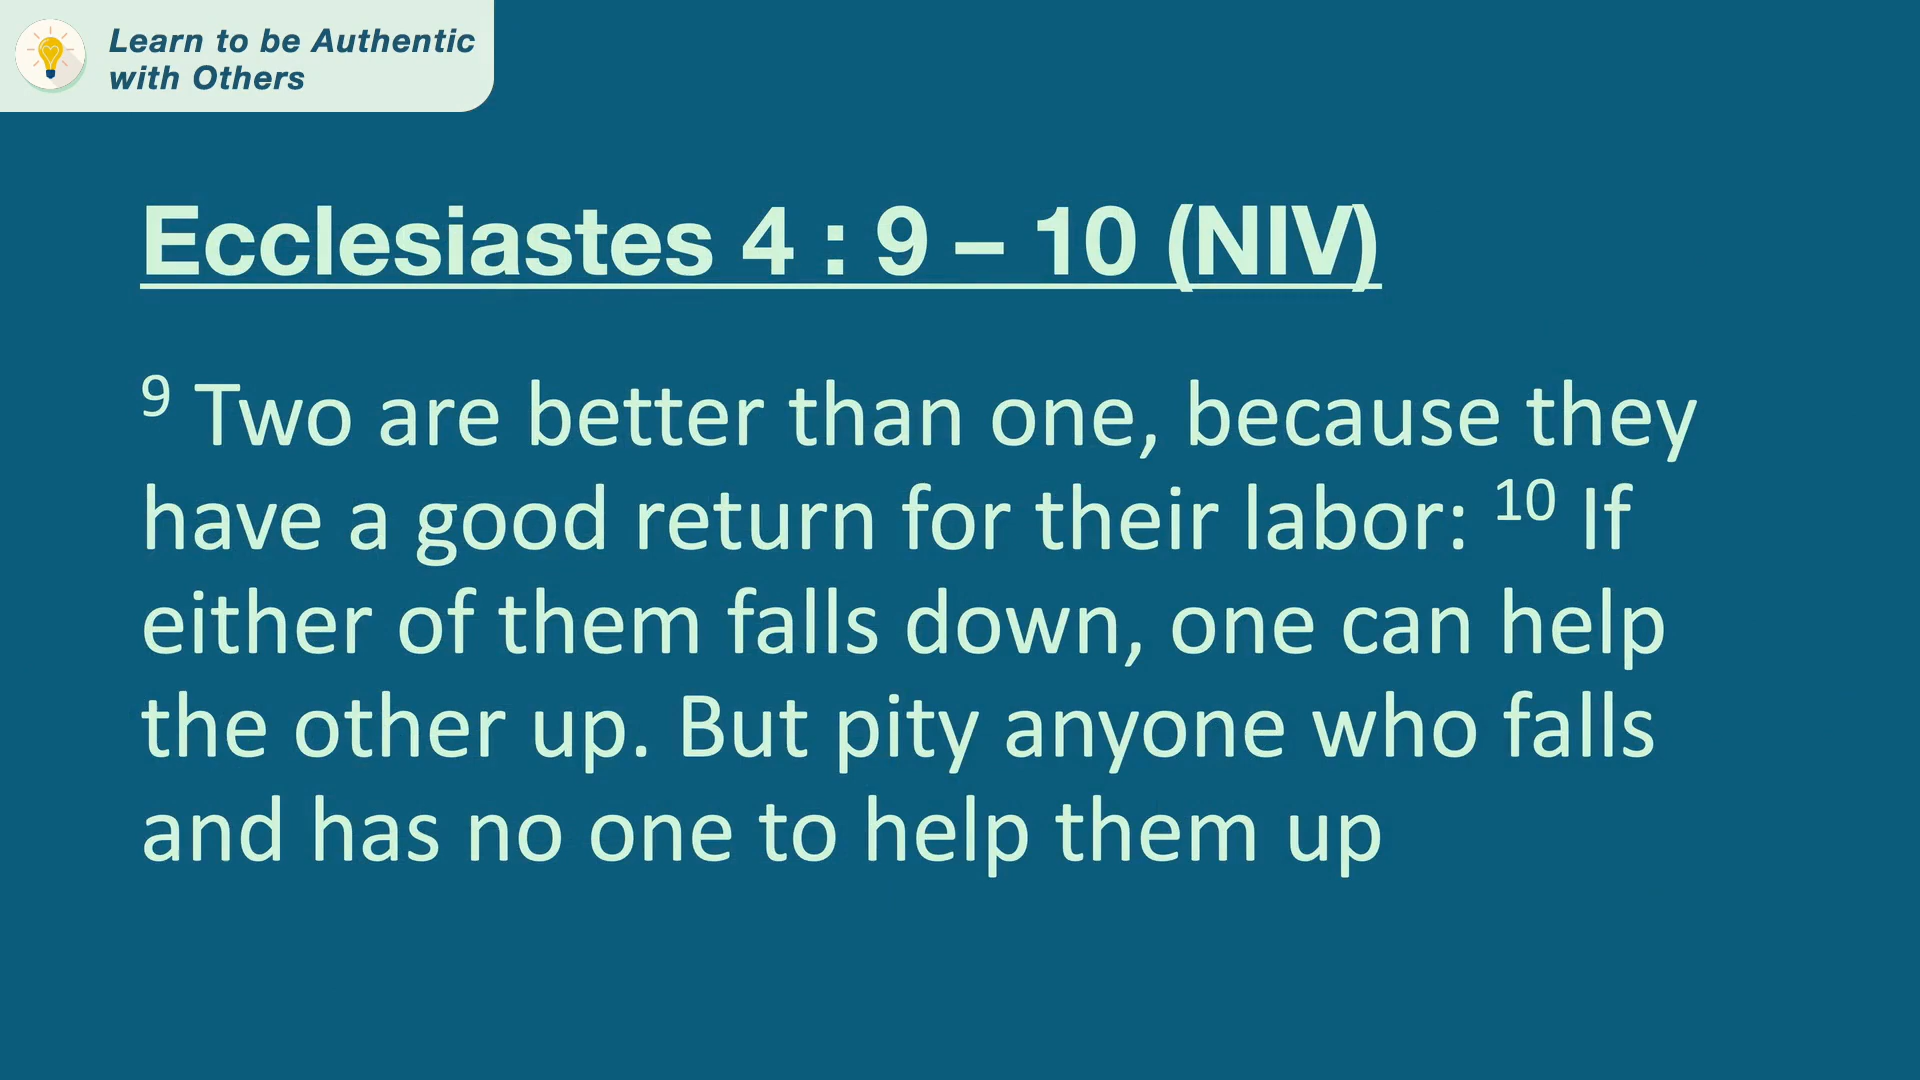 Learn to be Authentic
with Others
Ecclesiastes 4 : 9 – 10 (NIV)
9 Two are better than one, because they
have a good return for their labor: 10 If
either of them falls down, one can help
the other up. But pity anyone who falls
and has no one to help them up